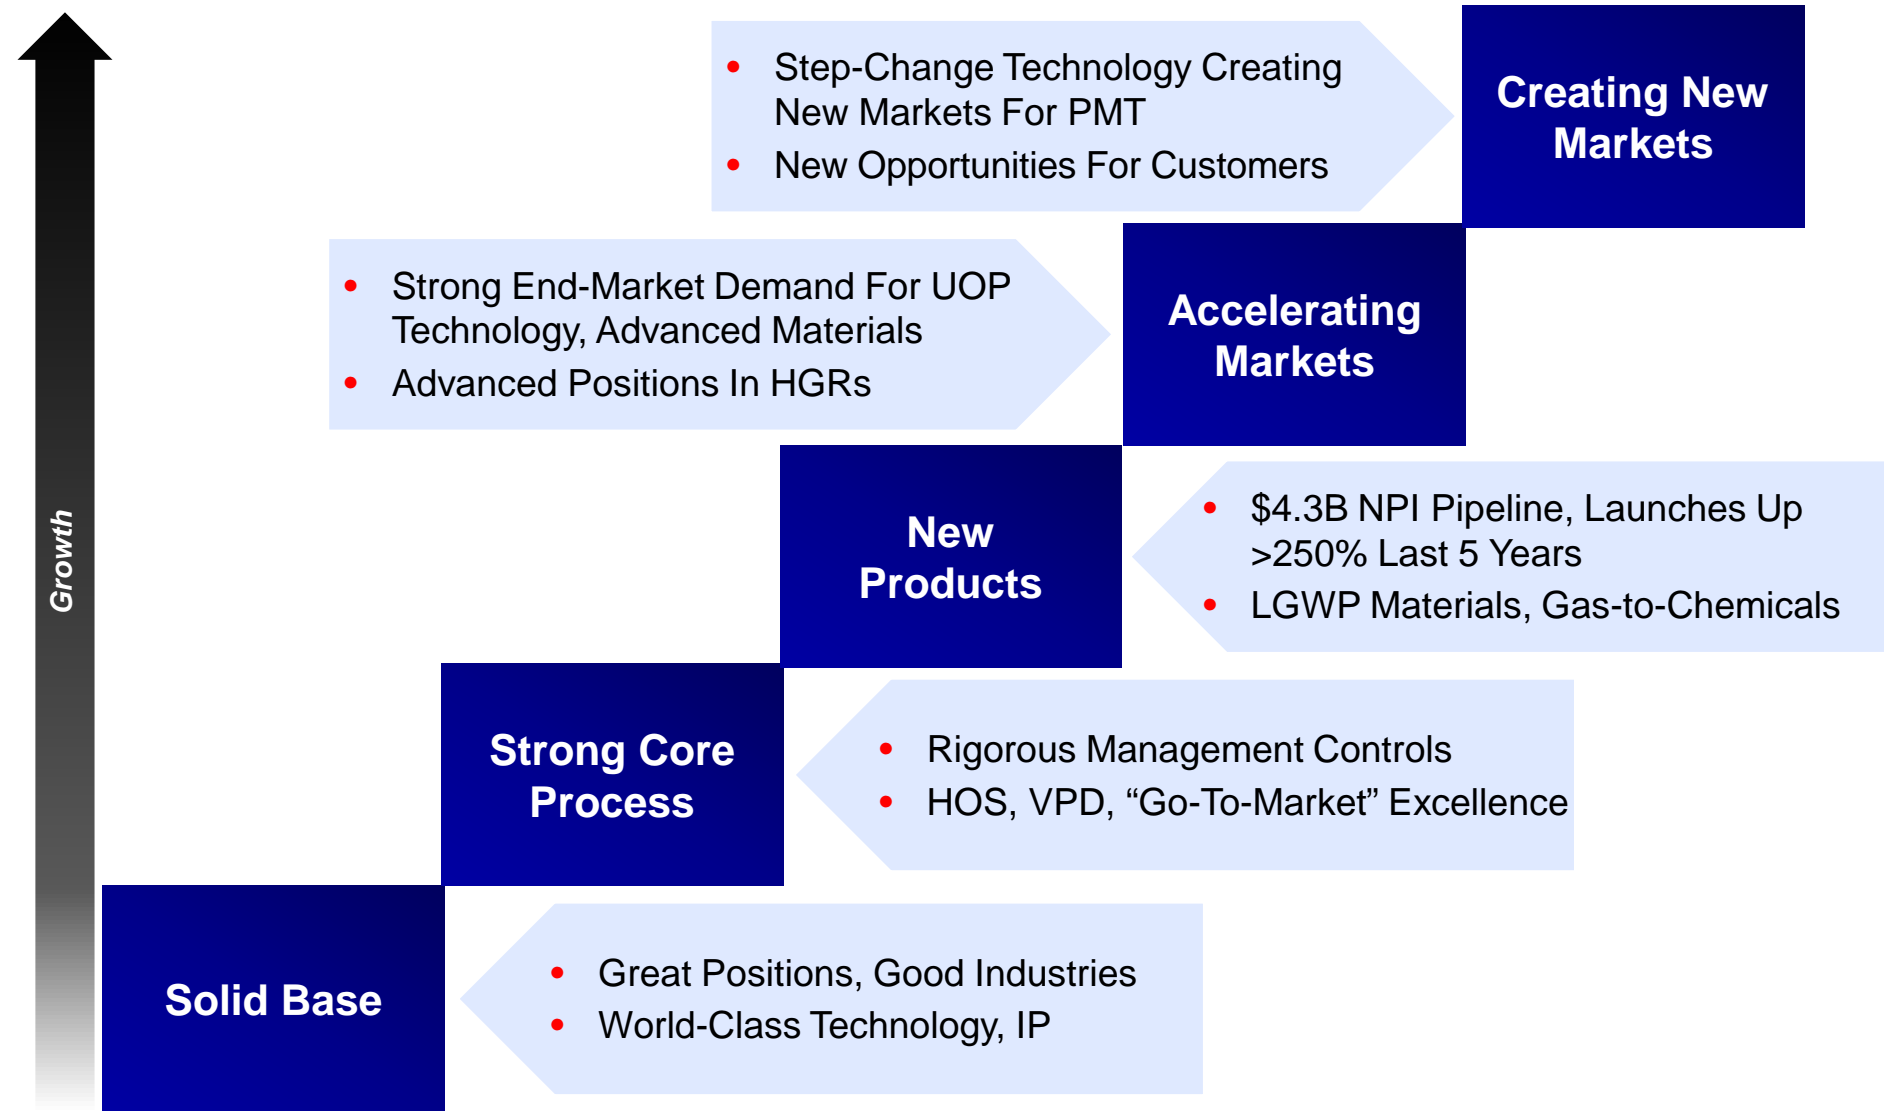 • Step-Change Technology Creating
New Markets For PMT
• New Opportunities For Customers
Creating New
Markets
• Strong End-Market Demand For UOP
Technology, Advanced Materials
• Advanced Positions In HGRs
Accelerating
Markets
Growth
New
Products
• $4.3B NPI Pipeline, Launches Up
>250% Last 5 Years
• LGWP Materials, Gas-to-Chemicals
Strong Core
Process
• Rigorous Management Controls
• HOS, VPD, “Go-To-Market” Excellence
Solid Base
• Great Positions, Good Industries
• World-Class Technology, IP